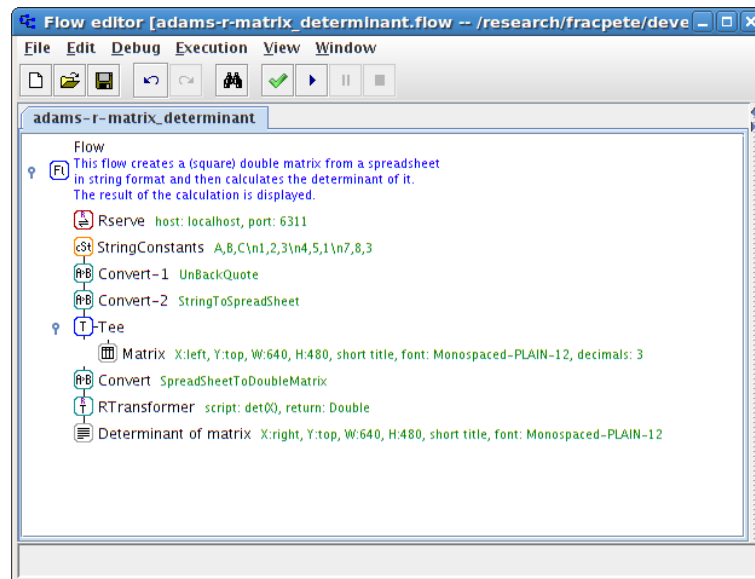 Flow editor [adams-r-matrix_determinant.flow -- /research/fracpete/deve
File Edit Debug Execution View Window
adams-r-matrix_determinant
Flow
Fl This flow creates a (square) double matrix from a spreadsheet
in string format and then calculates the determinant of it.
The result of the calculation is displayed.
R Rserve host: localhost, port: 6311
cSt StringConstants A,B,C\n1,2,3\n4,5,1\n7,8,3
A▸B Convert-1 UnBackQuote
A▸B Convert-2 StringToSpreadSheet
T Tee
Matrix X:left, Y:top, W:640, H:480, short title, font: Monospaced-PLAIN-12, decimals: 3
A▸B Convert SpreadSheetToDoubleMatrix
R RTransformer script: det(X), return: Double
Determinant of matrix X:right, Y:top, W:640, H:480, short title, font: Monospaced-PLAIN-12